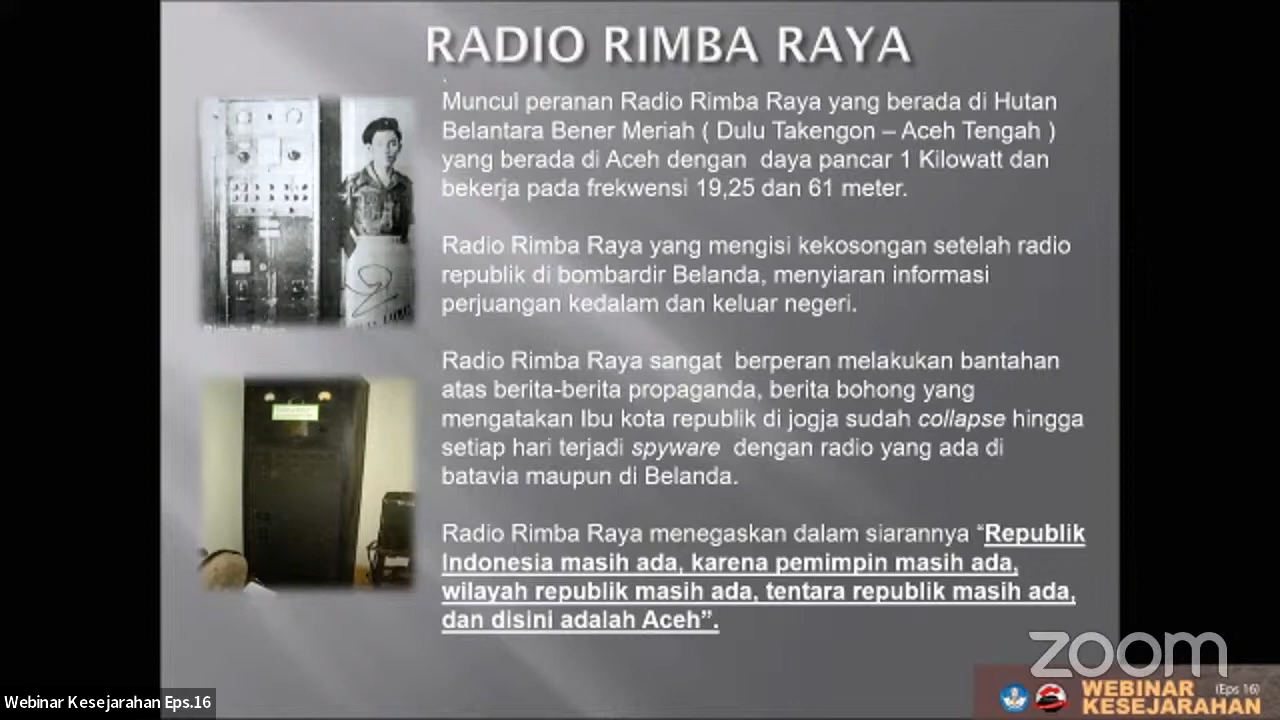 RADIO RIMBA RAYA
Muncul peranan Radio Rimba Raya yang berada di Hutan
Belantara Bener Meriah ( Dulu Takengon – Aceh Tengah )
yang berada di Aceh dengan daya pancar 1 Kilowatt dan
bekerja pada frekwensi 19,25 dan 61 meter.
Radio Rimba Raya yang mengisi kekosongan setelah radio
republik di bombardir Belanda, menyiaran informasi
perjuangan kedalam dan keluar negeri.
Radio Rimba Raya sangat berperan melakukan bantahan
atas berita-berita propaganda, berita bohong yang
mengatakan Ibu kota republik di jogja sudah collapse hingga
setiap hari terjadi spyware dengan radio yang ada di
batavia maupun di Belanda.
Radio Rimba Raya menegaskan dalam siarannya “Republik
Indonesia masih ada, karena pemimpin masih ada,
wilayah republik masih ada, tentara republik masih ada,
dan disini adalah Aceh”.
zoom
Webinar Kesejarahan Eps.16
WEBINAR (Eps 16)
KESEJARAHAN